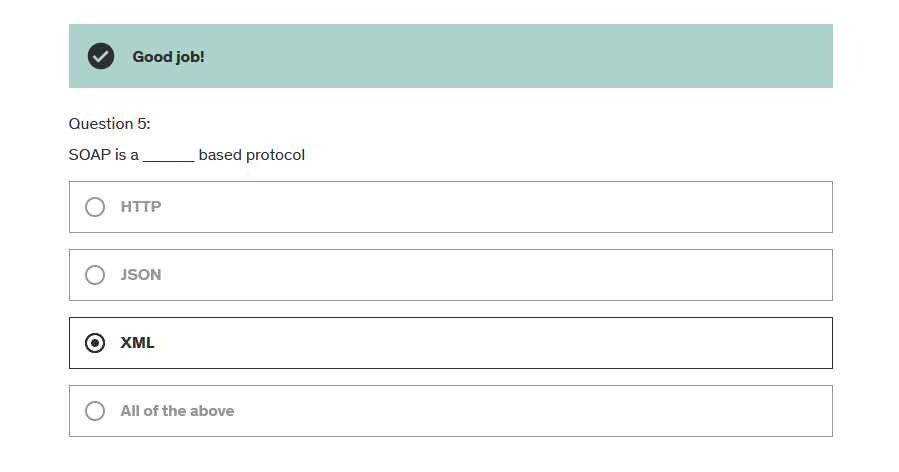 Good job!
Question 5:
SOAP is a ______ based protocol
HTTP
JSON
XML
All of the above